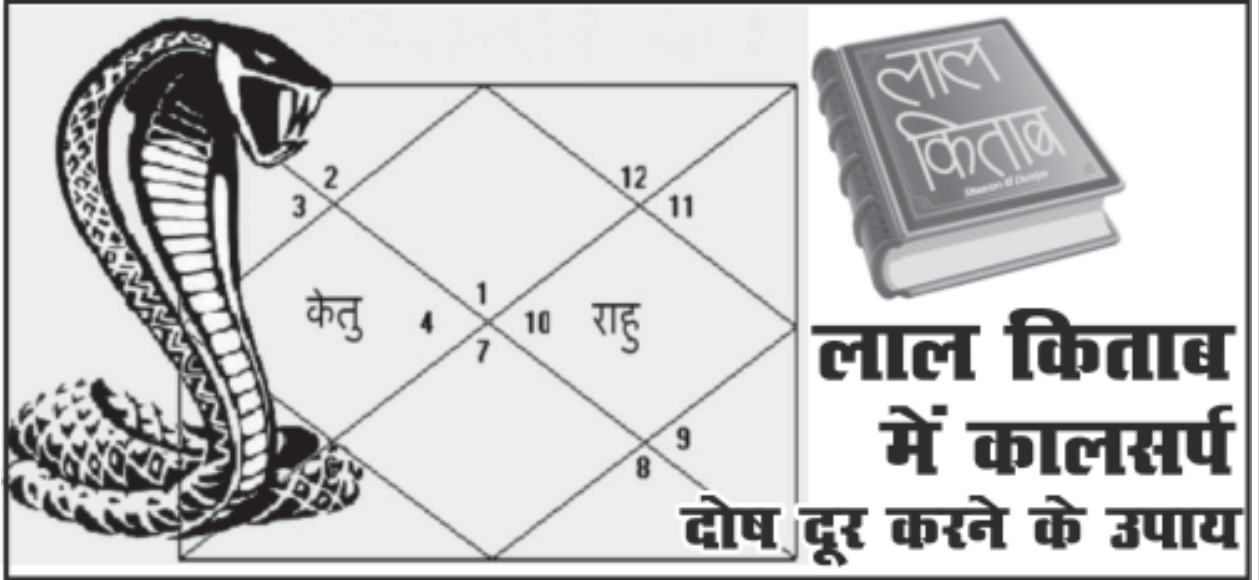 लाल
किताब
2
3
12
11
केतु
4
1
10
राहु
7
9
8
लाल किताब
में कालसर्प
दोष दूर करने के उपाय